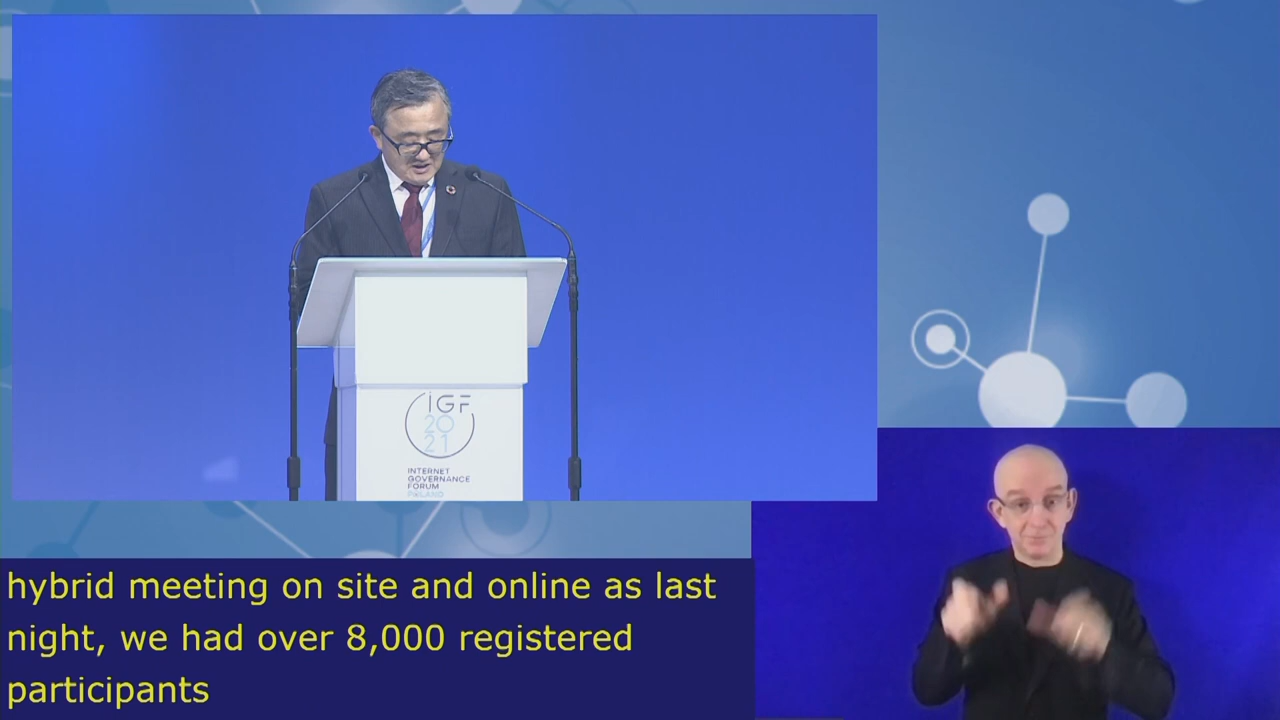 IGF
20
21
INTERNET
GOVERNANCE
FORUM
POLAND
hybrid meeting on site and online as last
night, we had over 8,000 registered
participants